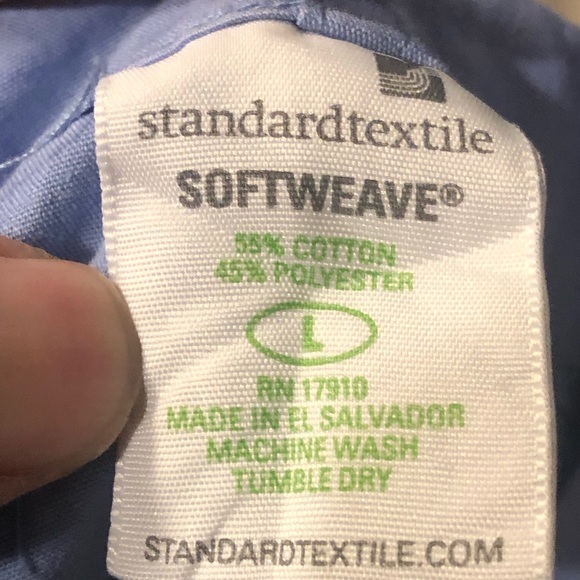 standardtextile
SOFTWEAVE®
55% COTTON
45% POLYESTER
L
RN 17910
MADE IN EL SALVADOR
MACHINE WASH
TUMBLE DRY
STANDARDTEXTILE.COM